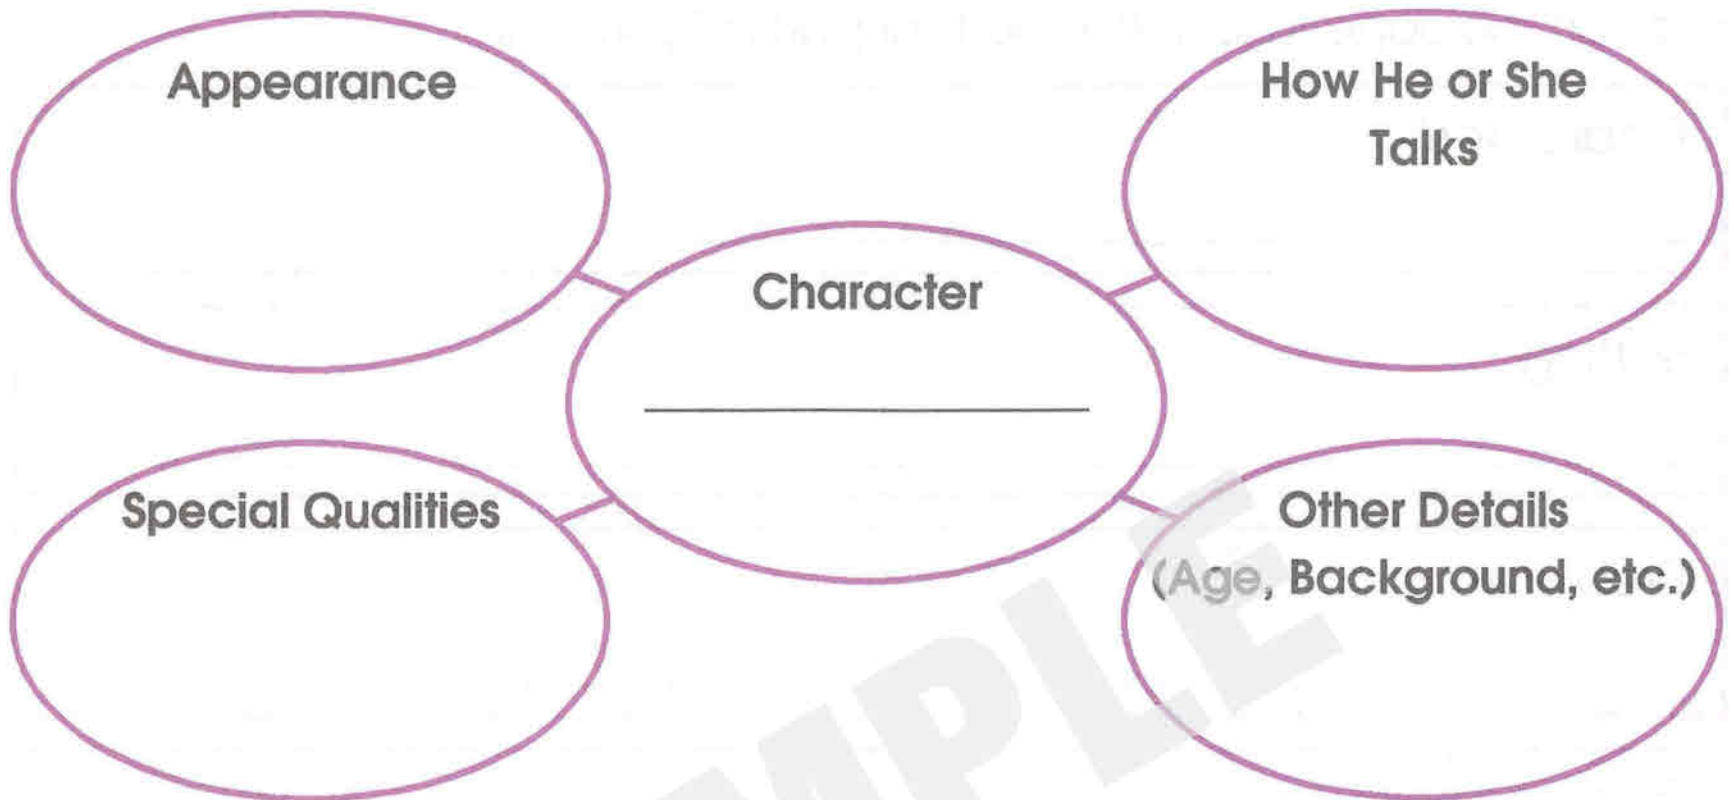 Appearance
How He or She
Talks
Character
Special Qualities
Other Details
(Age, Background, etc.)